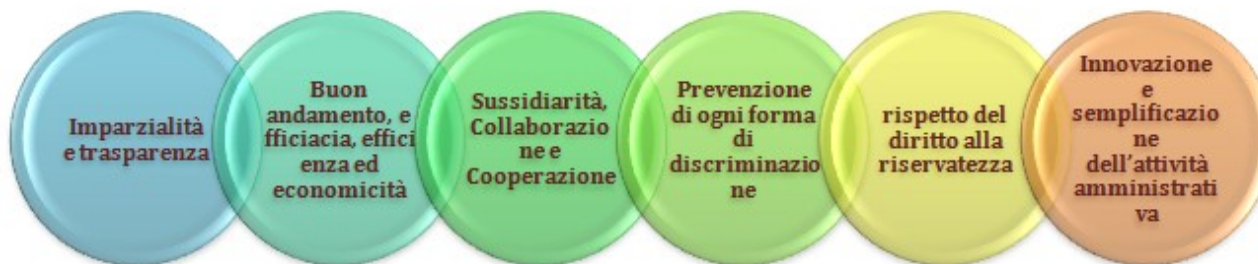 Imparzialità
e trasparenza
Buon
andamento, e
fficiacia, effici
enza ed
economicità
Sussidiarità,
Collaborazio
ne e
Cooperazione
Prevenzione
di ogni forma
di
discriminazio
ne
rispetto del
diritto alla
riservatezza
Innovazione
e
semplificazio
ne
dell'attività
amministrati
va